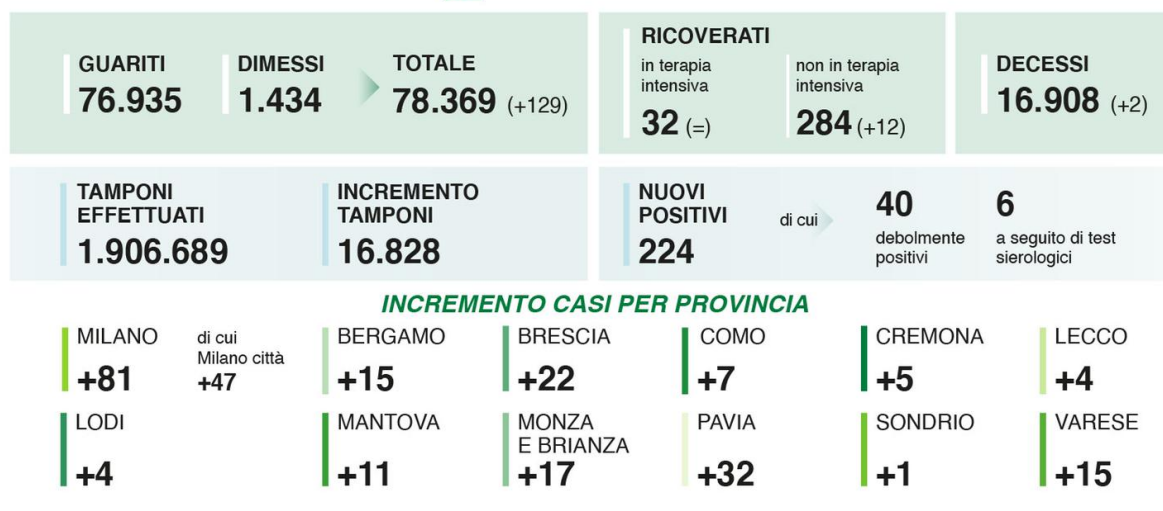 GUARITI
76.935
DIMESSI
1.434
TOTALE
78.369 (+129)
RICOVERATI
in terapia
intensiva
32 (=)
non in terapia
intensiva
284 (+12)
DECESSI
16.908 (+2)
TAMPONI
EFFETTUATI
1.906.689
INCREMENTO
TAMPONI
16.828
NUOVI
POSITIVI
224
di cui
40
debolmente
positivi
6
a seguito di test
sierologici
INCREMENTO CASI PER PROVINCIA
MILANO
+81
di cui
Milano città
+47
BERGAMO
+15
BRESCIA
+22
COMO
+7
CREMONA
+5
LECCO
+4
LODI
+4
MANTOVA
+11
MONZA
E BRIANZA
+17
PAVIA
+32
SONDRIO
+1
VARESE
+15